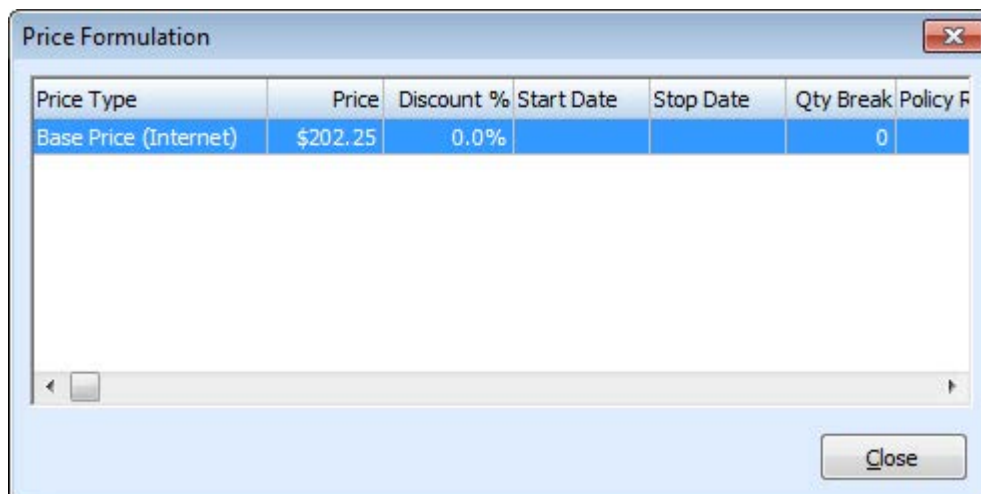 Price Formulation
Price Type Price Discount % Start Date Stop Date Qty Break Policy R
Base Price (Internet) $202.25 0.0% 0
Close